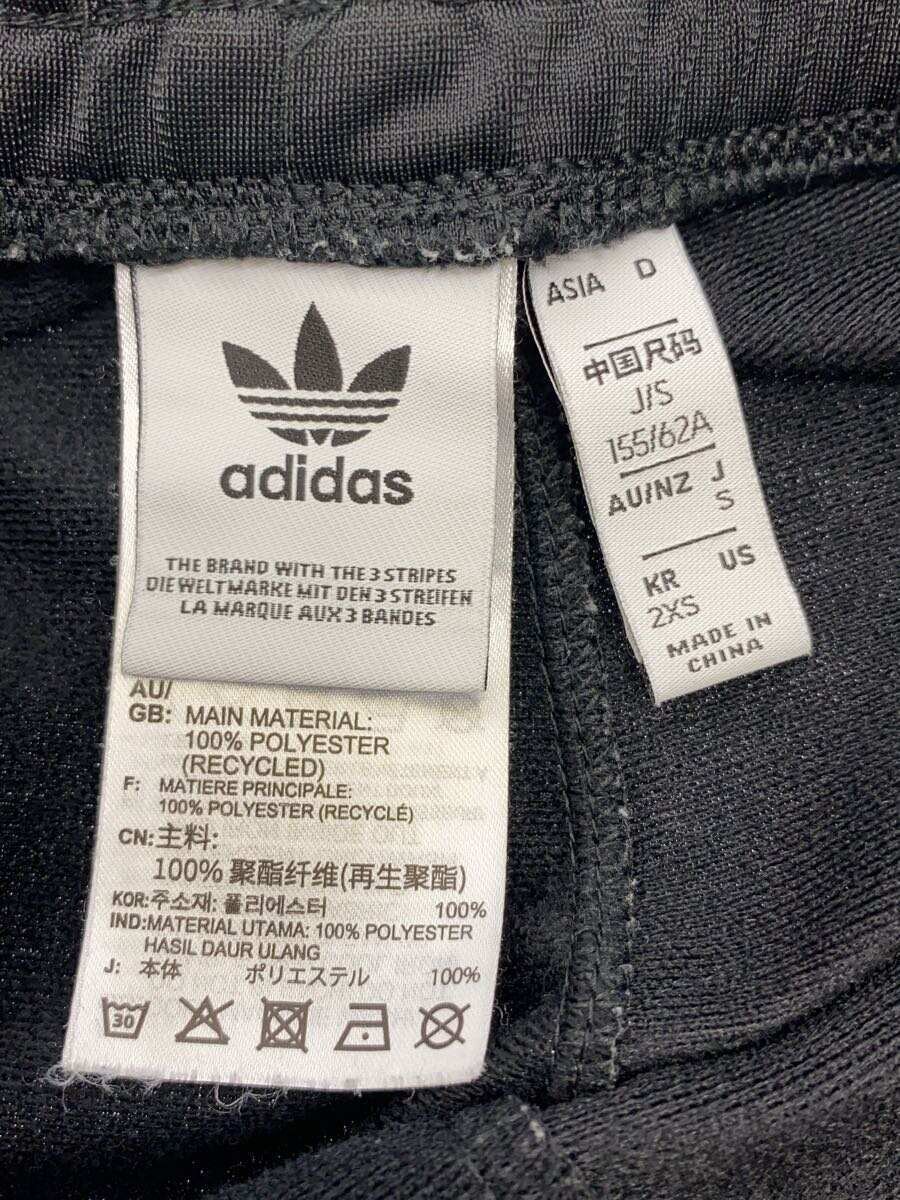 adidas
THE BRAND WITH THE 3 STRIPES
DIE WELTMARKE MIT DEN 3 STREIFEN
LA MARQUE AUX 3 BANDES
AU/
GB: MAIN MATERIAL:
100% POLYESTER
(RECYCLED)
F: MATIERE PRINCIPALE:
100% POLYESTER (RECYCLÉ)
CN:主料:
100% 聚酯纤维(再生聚酯)
KOR:주소재: 폴리에스터 100%
IND:MATERIAL UTAMA: 100% POLYESTER
HASIL DAUR ULANG
J: 本体 ポリエステル 100%
30
ASIA D
中国尺码
J/S
155/62A
AU/NZ J
S
KR US
2XS
MADE IN
CHINA